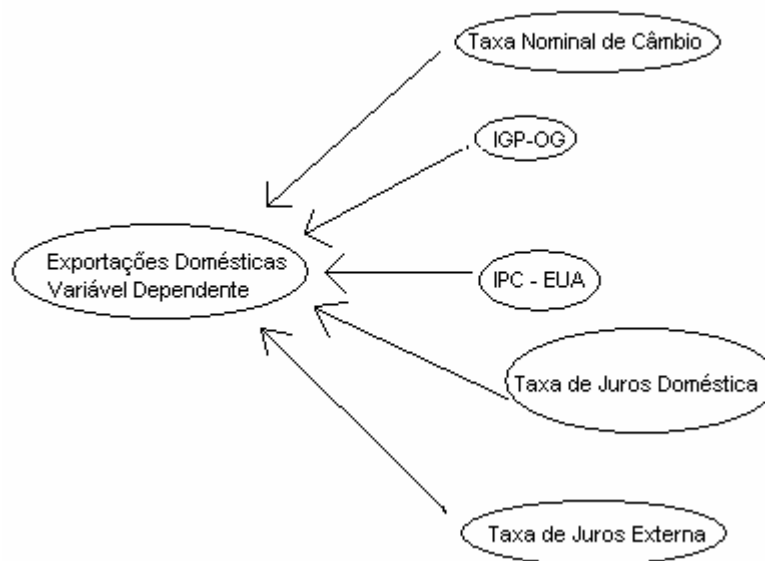 Taxa Nominal de Câmbio
IGP-OG
Exportações Domésticas
Variável Dependente
IPC - EUA
Taxa de Juros Doméstica
Taxa de Juros Externa